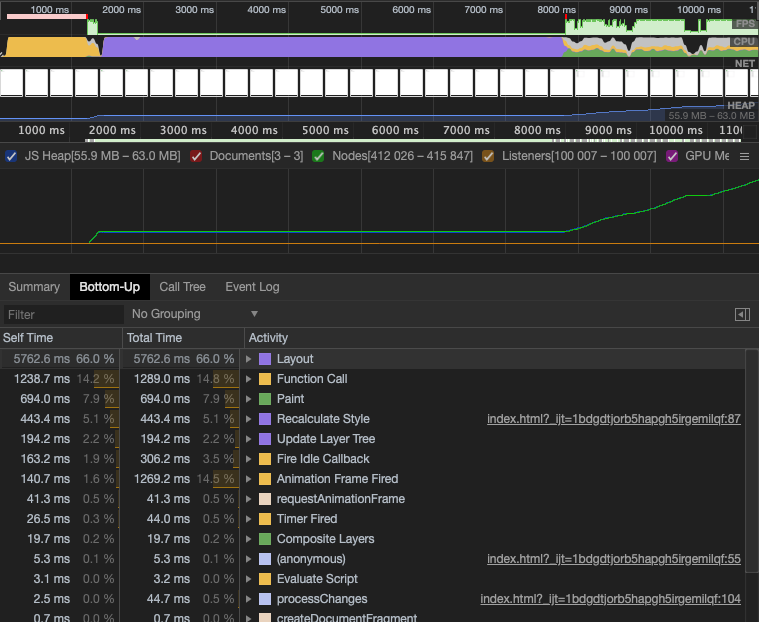 1000 ms 2000 ms 3000 ms 4000 ms 5000 ms 6000 ms 7000 ms 8000 ms 9000 ms 10000 ms 1
FPS
CPU
NET
HEAP
55.9 MB – 63.0 MB
1000 ms 2000 ms 3000 ms 4000 ms 5000 ms 6000 ms 7000 ms 8000 ms 9000 ms 10000 ms 1100
JS Heap[55.9 MB – 63.0 MB] Documents[3 – 3] Nodes[412 026 – 415 847] Listeners[100 007 – 100 007] GPU Me
Summary Bottom-Up Call Tree Event Log
Filter No Grouping ▼
Self Time Total Time Activity
5762.6 ms 66.0 % 5762.6 ms 66.0 % Layout
1238.7 ms 14.2 % 1289.0 ms 14.8 % Function Call
694.0 ms 7.9 % 694.0 ms 7.9 % Paint
443.4 ms 5.1 % 443.4 ms 5.1 % Recalculate Style index.html?_ijt=1bdgdtjorb5hapgh5irgemilqf:87
194.2 ms 2.2 % 194.2 ms 2.2 % Update Layer Tree
163.2 ms 1.9 % 306.2 ms 3.5 % Fire Idle Callback
140.7 ms 1.6 % 1269.2 ms 14.5 % Animation Frame Fired
41.3 ms 0.5 % 41.3 ms 0.5 % requestAnimationFrame
26.5 ms 0.3 % 44.0 ms 0.5 % Timer Fired
19.7 ms 0.2 % 19.7 ms 0.2 % Composite Layers
5.3 ms 0.1 % 5.3 ms 0.1 % (anonymous) index.html?_ijt=1bdgdtjorb5hapgh5irgemilqf:55
3.1 ms 0.0 % 3.2 ms 0.0 % Evaluate Script
2.5 ms 0.0 % 44.7 ms 0.5 % processChanges index.html?_ijt=1bdgdtjorb5hapgh5irgemilqf:104
0.7 ms 0.0 % 0.7 ms 0.0 % createDocumentFragment